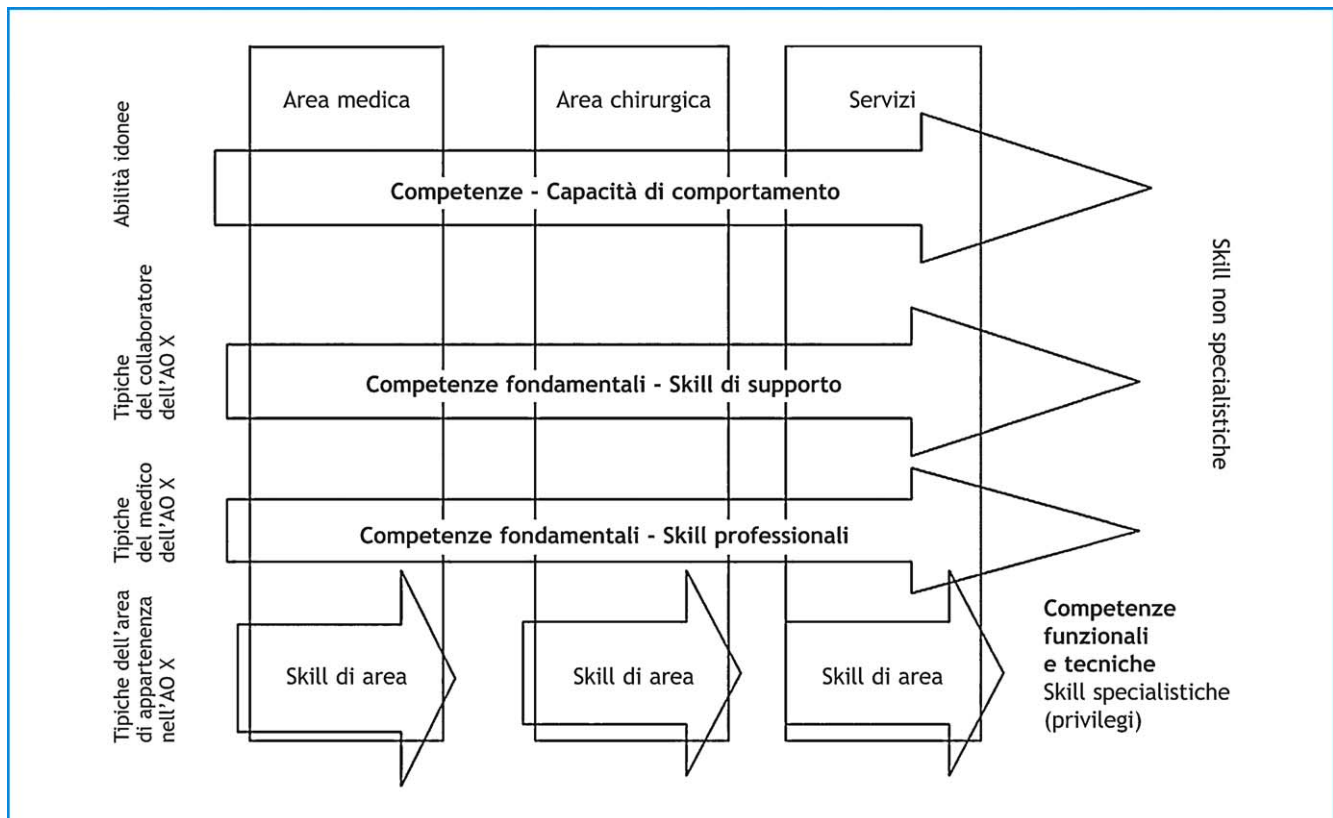 Area medica
Area chirurgica
Servizi
Abilità idonee
Competenze - Capacità di comportamento
Tipiche
del collaboratore
dell'AO X
Competenze fondamentali - Skill di supporto
Skill non specialistiche
Tipiche
del medico
dell'AO X
Competenze fondamentali - Skill professionali
Tipiche dell'area
di appartenenza
nell'AO X
Skill di area
Skill di area
Skill di area
Competenze
funzionali
e tecniche
Skill specialistiche
(privilegi)